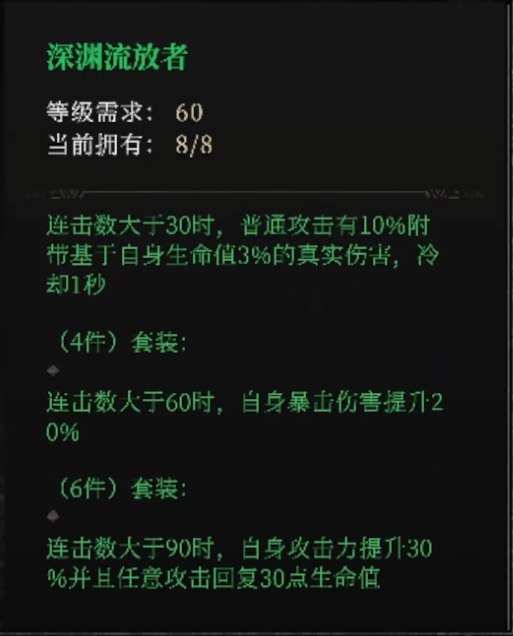 深渊流放者
等级需求： 60
当前拥有： 8/8
连击数大于30时，普通攻击有10%附
带基于自身生命值3%的真实伤害，冷
却1秒
（4件）套装:
连击数大于60时，自身暴击伤害提升2
0%
（6件）套装:
连击数大于90时，自身攻击力提升30
%并且任意攻击回复30点生命值